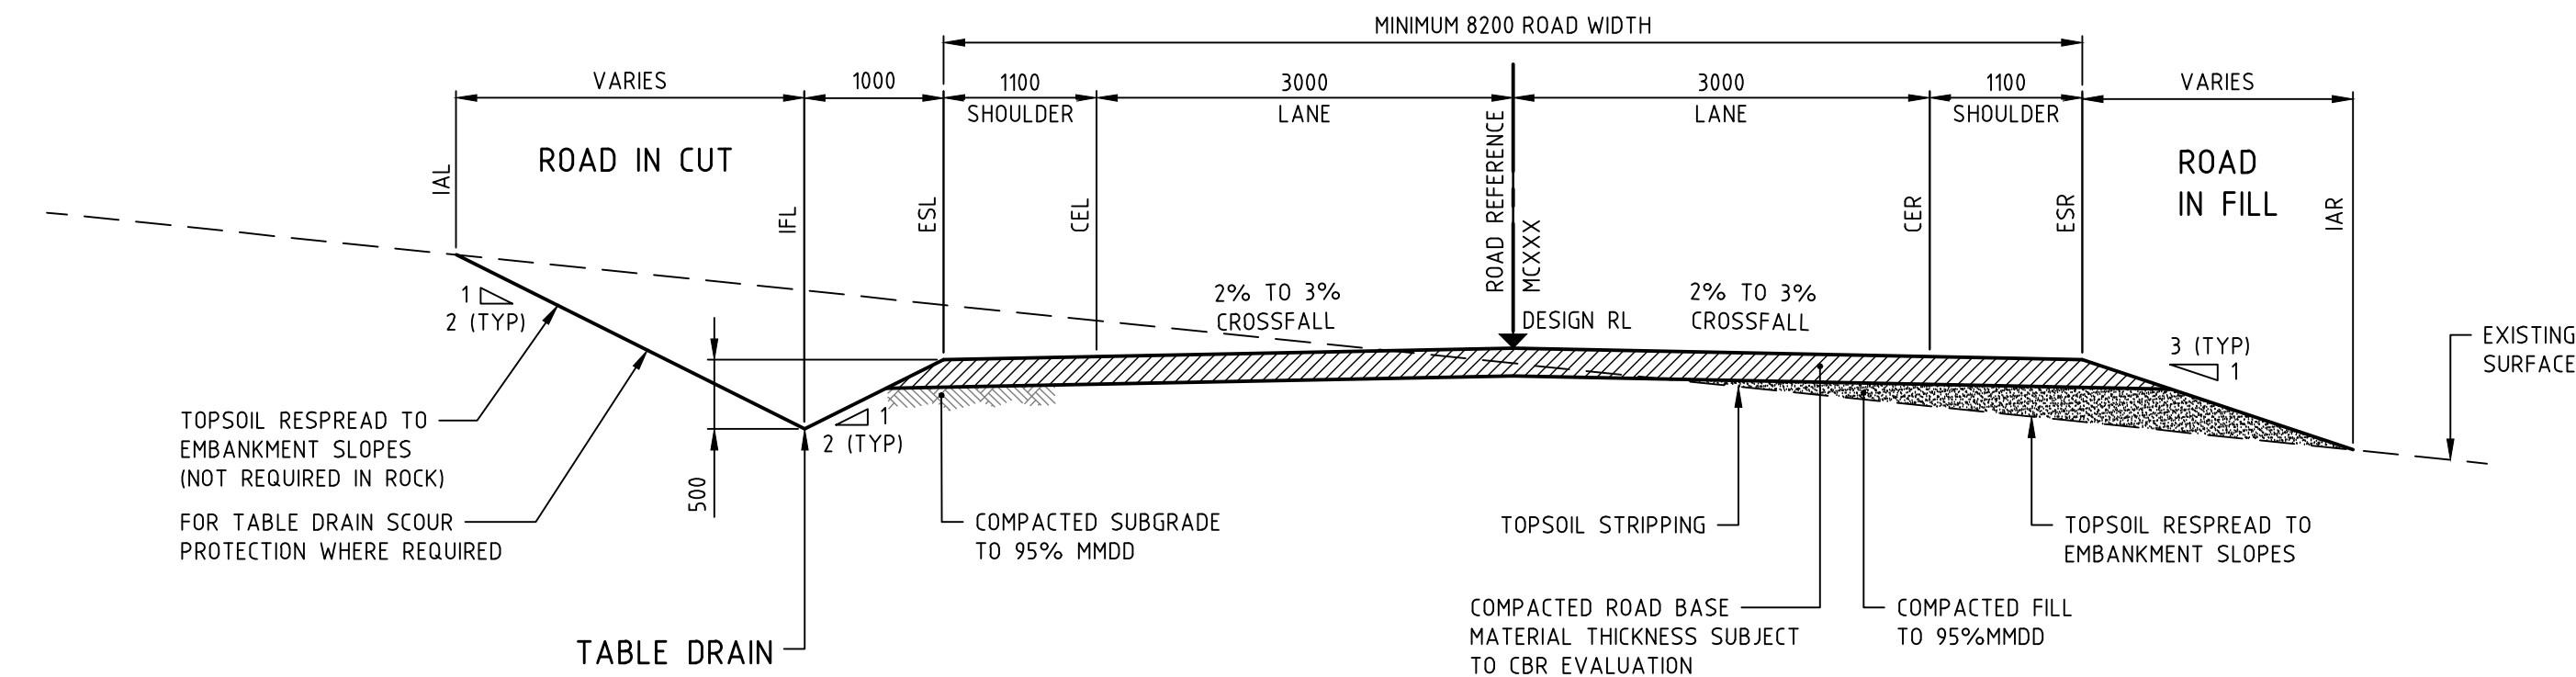 MINIMUM 8200 ROAD WIDTH
VARIES
1000
1100
SHOULDER
3000
LANE
3000
LANE
1100
SHOULDER
VARIES
ROAD IN CUT
ROAD
IN FILL
IAL
IFL
ESL
CEL
ROAD REFERENCE
MCXXX
CER
ESR
IAR
1
2 (TYP)
2% TO 3%
CROSSFALL
DESIGN RL
2% TO 3%
CROSSFALL
3 (TYP)
1
EXISTING
SURFACE
1
2 (TYP)
500
TOPSOIL RESPREAD TO
EMBANKMENT SLOPES
(NOT REQUIRED IN ROCK)
FOR TABLE DRAIN SCOUR
PROTECTION WHERE REQUIRED
COMPACTED SUBGRADE
TO 95% MMDD
TOPSOIL STRIPPING
TOPSOIL RESPREAD TO
EMBANKMENT SLOPES
TABLE DRAIN
COMPACTED ROAD BASE
MATERIAL THICKNESS SUBJECT
TO CBR EVALUATION
COMPACTED FILL
TO 95%MMDD